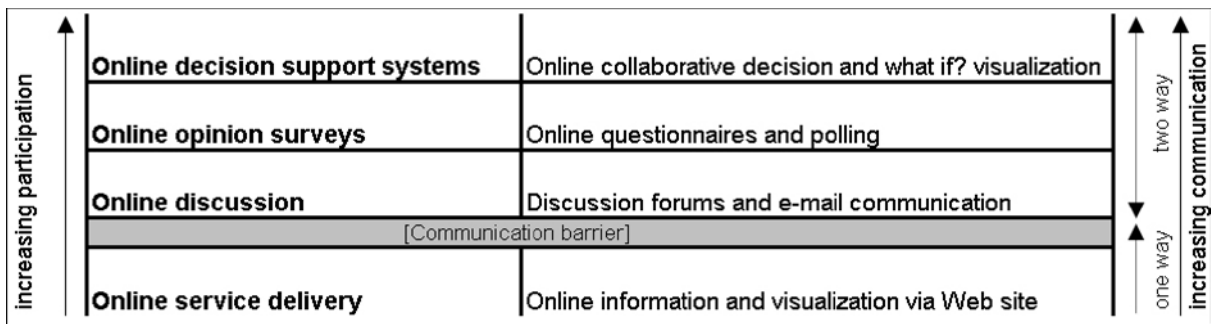 increasing participation
Online decision support systems
Online collaborative decision and what if? visualization
Online opinion surveys
Online questionnaires and polling
Online discussion
Discussion forums and e-mail communication
[Communication barrier]
Online service delivery
Online information and visualization via Web site
two way
one way
increasing communication